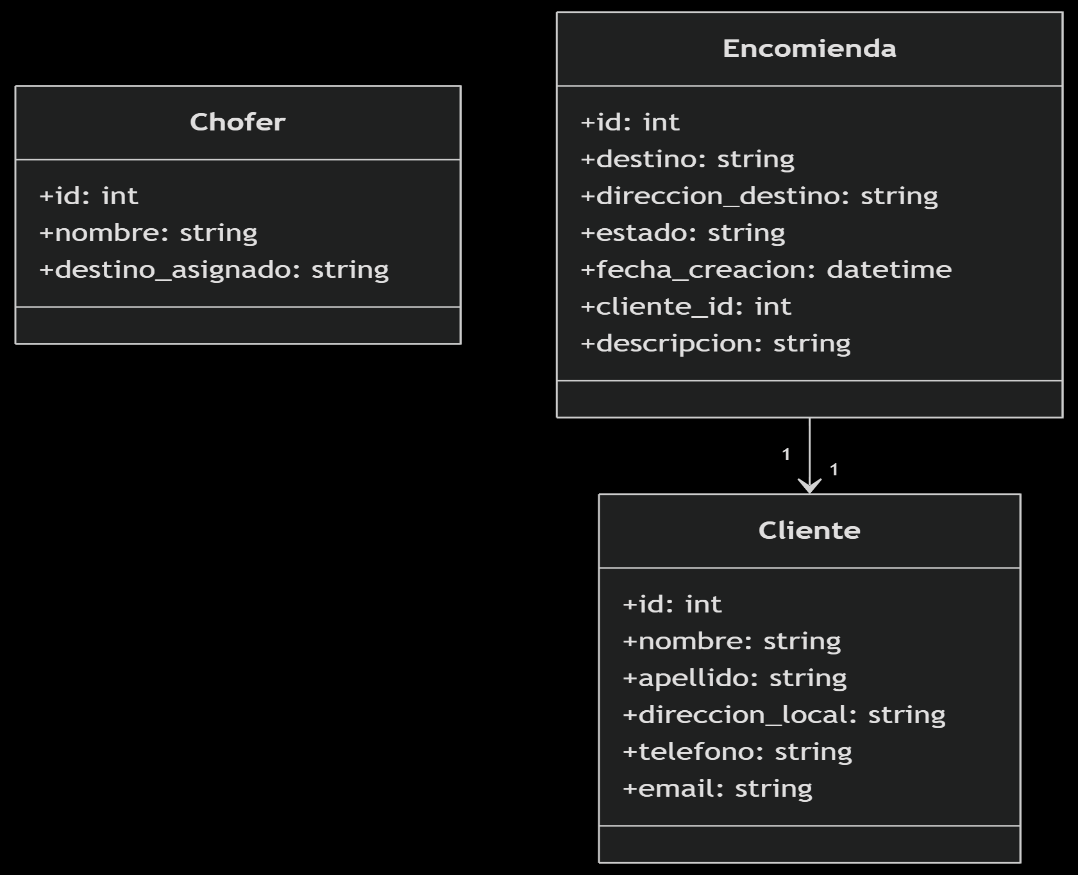 Chofer
+id: int
+nombre: string
+destino_asignado: string
Encomienda
+id: int
+destino: string
+direccion_destino: string
+estado: string
+fecha_creacion: datetime
+cliente_id: int
+descripcion: string
1
1
Cliente
+id: int
+nombre: string
+apellido: string
+direccion_local: string
+telefono: string
+email: string